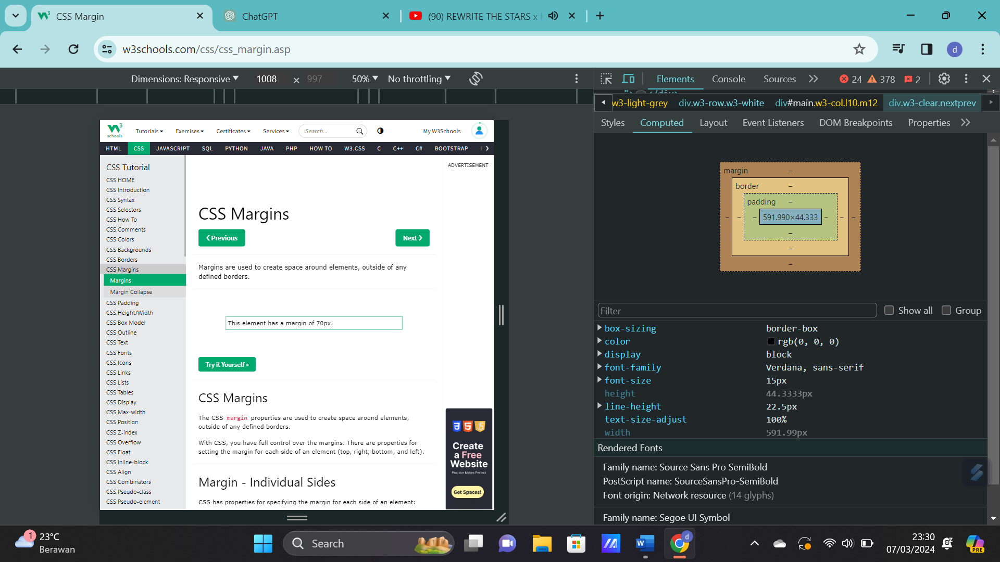 CSS Margin
ChatGPT
(90) REWRITE THE STARS x
w3schools.com/css/css_margin.asp
d
Dimensions: Responsive
1008 × 997
50%
No throttling
Elements
Console
Sources
24
378
2
w3-light-grey
div.w3-row.w3-white
div#main.w3-col.l10.m12
div.w3-clear.nextprev
Styles
Computed
Layout
Event Listeners
DOM Breakpoints
Properties
W3
schools
Tutorials
Exercises
Certificates
Services
Search...
My W3Schools
HTML
CSS
JAVASCRIPT
SQL
PYTHON
JAVA
PHP
HOW TO
W3.CSS
C
C++
C#
BOOTSTRAP
CSS Tutorial
CSS HOME
CSS Introduction
CSS Syntax
CSS Selectors
CSS How To
CSS Comments
CSS Colors
CSS Backgrounds
CSS Borders
CSS Margins
Margins
Margin Collapse
CSS Padding
CSS Height/Width
CSS Box Model
CSS Outline
CSS Text
CSS Fonts
CSS Icons
CSS Links
CSS Lists
CSS Tables
CSS Display
CSS Max-width
CSS Position
CSS Z-index
CSS Overflow
CSS Float
CSS Inline-block
CSS Align
CSS Combinators
CSS Pseudo-class
CSS Pseudo-element
CSS Margins
❮ Previous
Next ❯
Margins are used to create space around elements, outside of any
defined borders.
This element has a margin of 70px.
Try it Yourself »
CSS Margins
The CSS margin properties are used to create space around elements,
outside of any defined borders.
With CSS, you have full control over the margins. There are properties for
setting the margin for each side of an element (top, right, bottom, and left).
Margin - Individual Sides
CSS has properties for specifying the margin for each side of an element:
ADVERTISEMENT
3 5 JS
Create
a Free
Website
Practice Makes Perfect
Get Spaces!
margin –
border –
padding –
– – – 591.990×44.333 – – –
–
–
–
Filter
Show all
Group
box-sizing border-box
color rgb(0, 0, 0)
display block
font-family Verdana, sans-serif
font-size 15px
height 44.3333px
line-height 22.5px
text-size-adjust 100%
width 591.99px
Rendered Fonts
Family name: Source Sans Pro SemiBold
PostScript name: SourceSansPro-SemiBold
Font origin: Network resource (14 glyphs)
Family name: Segoe UI Symbol
1
23°C
Berawan
Search
W
d
23:30
07/03/2024
PRE